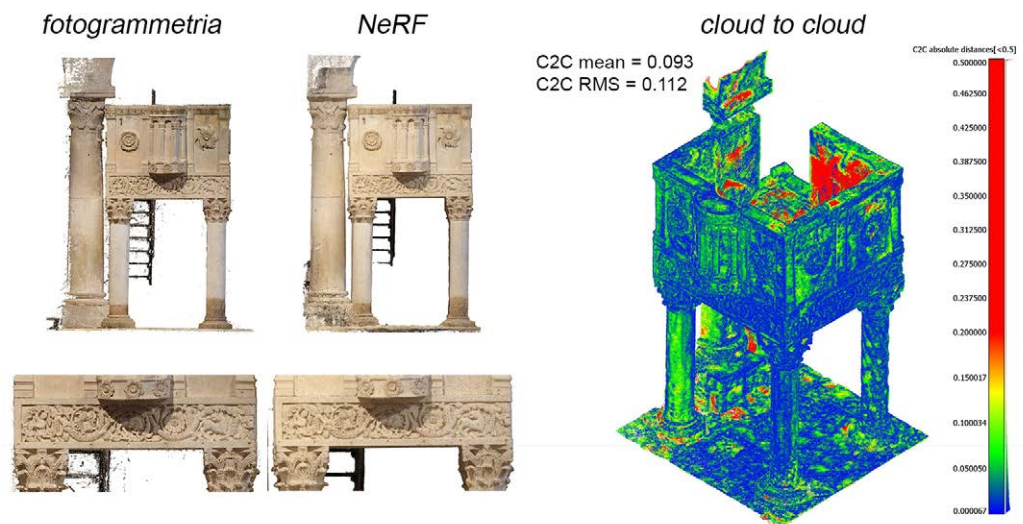 fotogrammetria
NeRF
cloud to cloud
C2C mean = 0.093
C2C RMS = 0.112
C2C absolute distances[<0.5]
0.500000
0.462500
0.425000
0.387500
0.350000
0.312500
0.275000
0.237500
0.200000
0.150017
0.100034
0.050050
0.000067